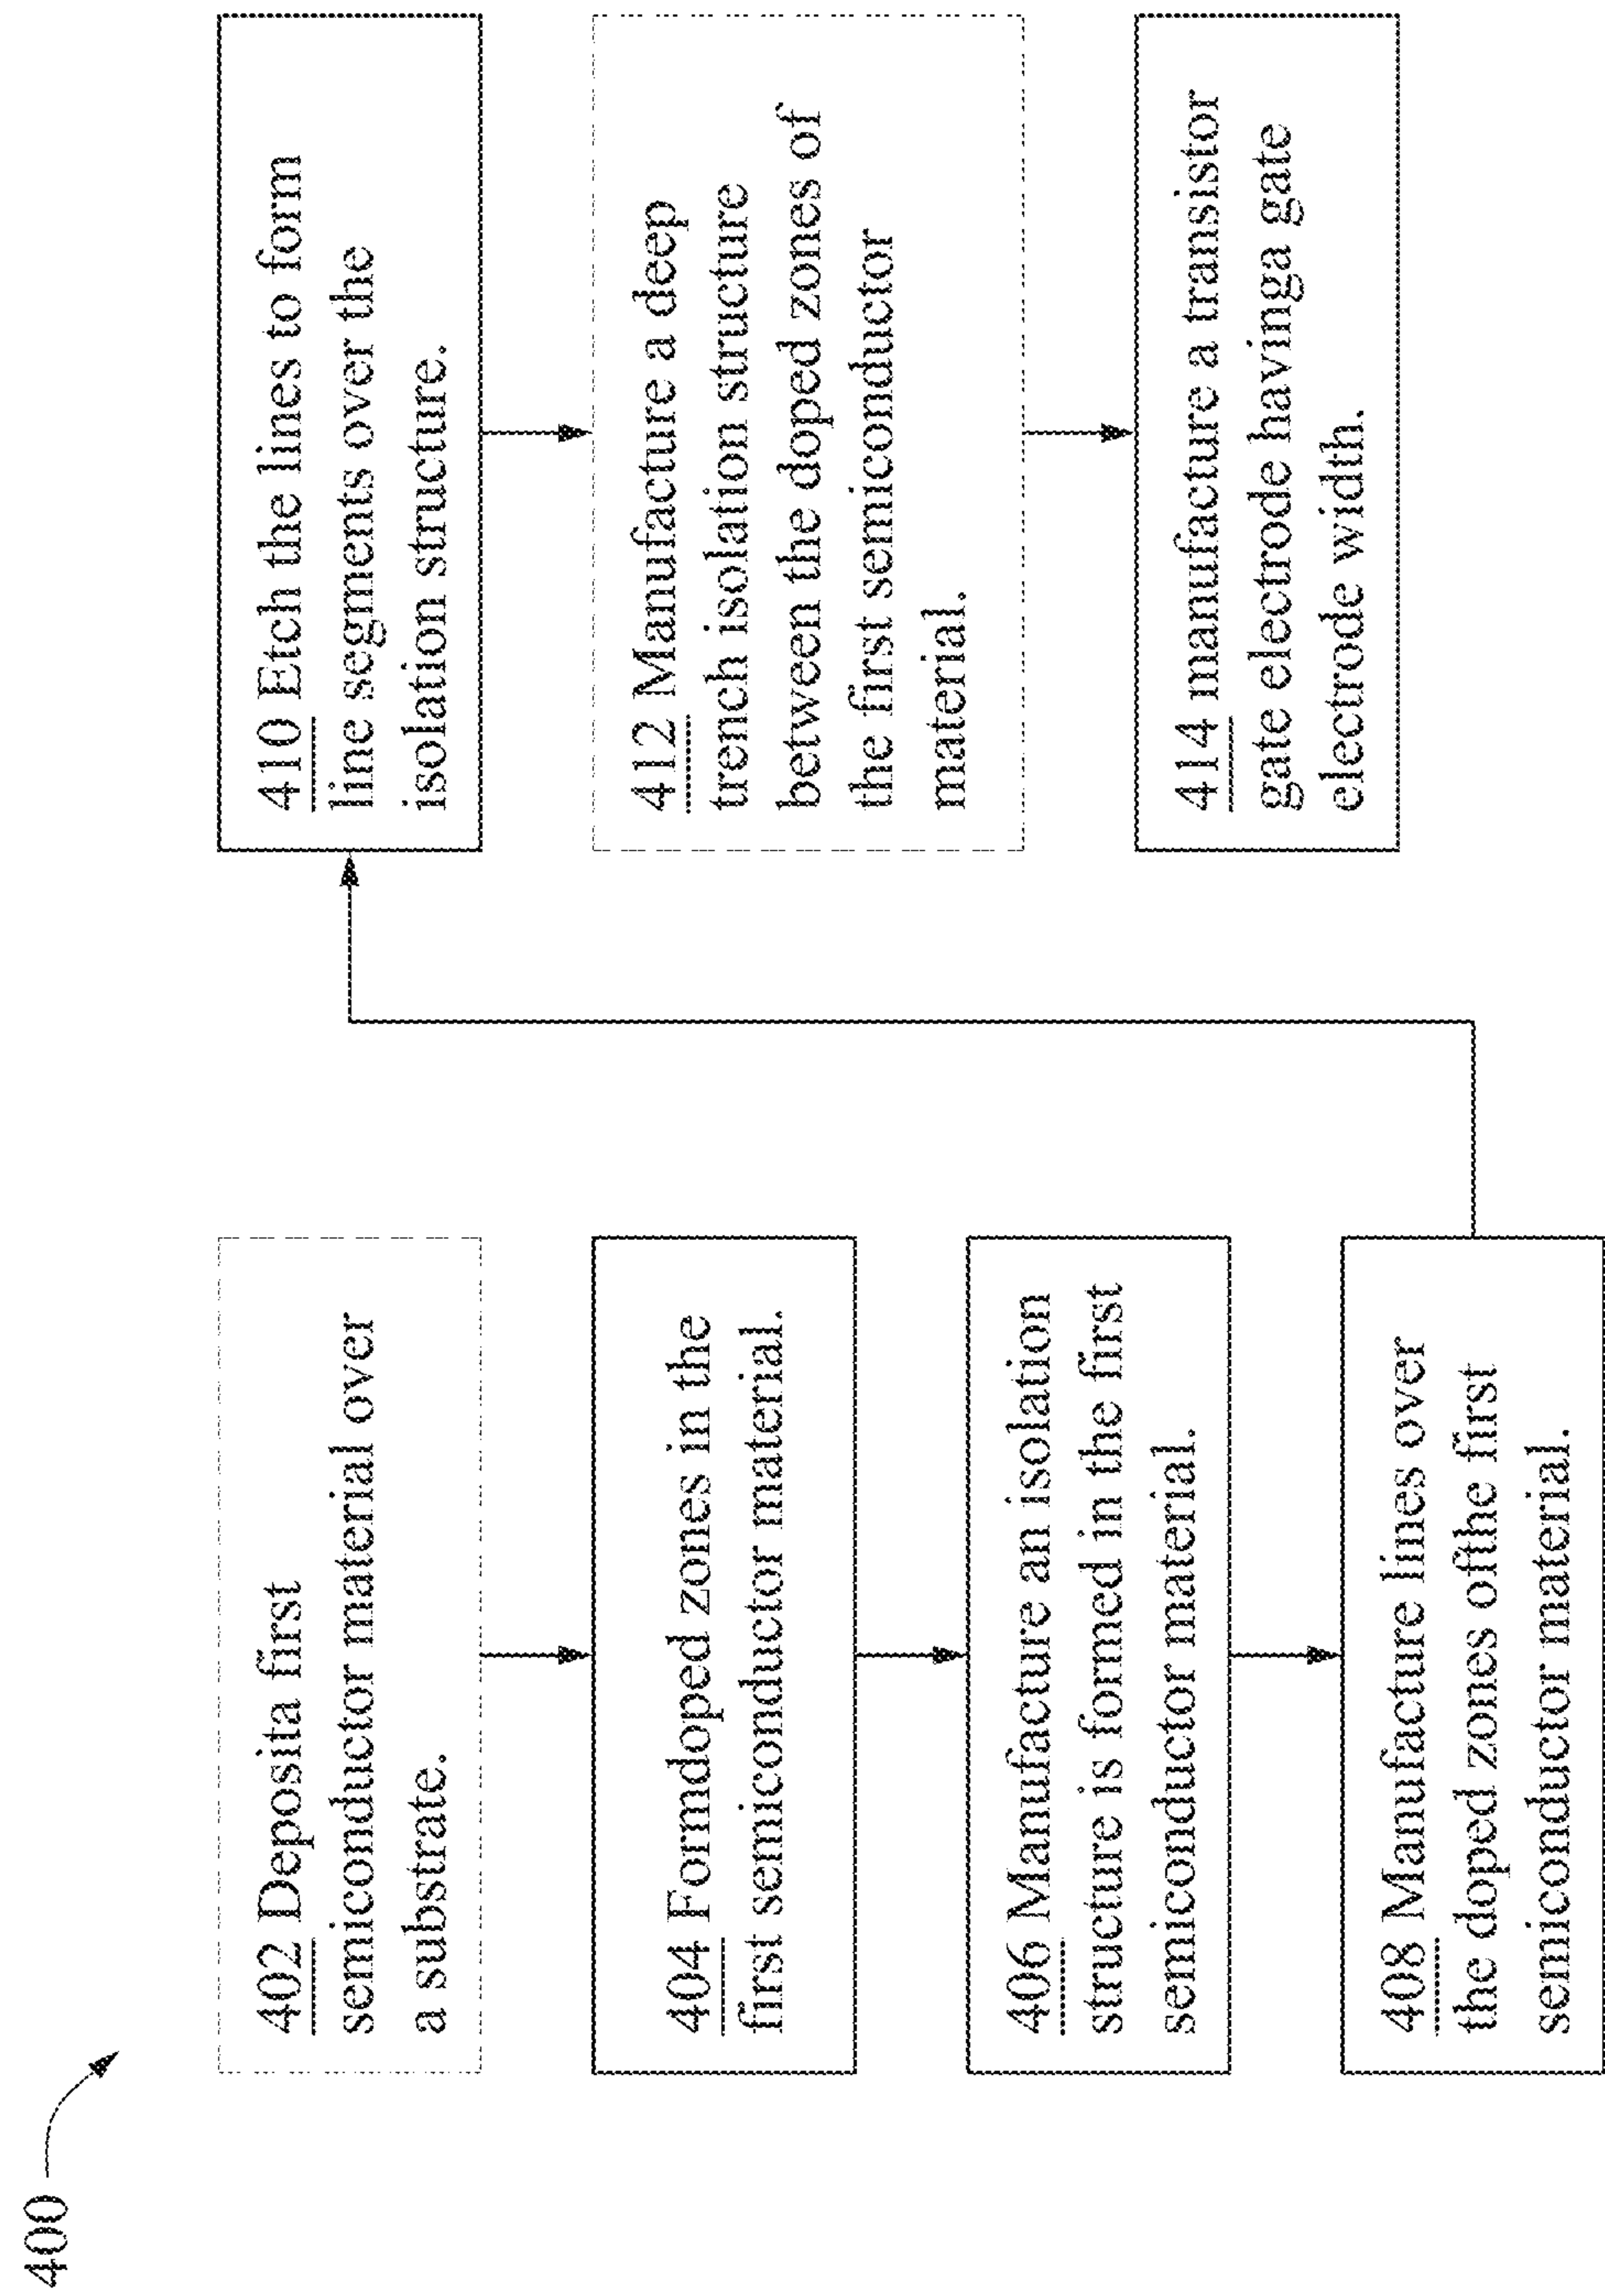 400
402 Deposita first
semiconductor material over
a substrate.
404 Formdoped zones in the
first semiconductor material.
406 Manufacture an isolation
structure is formed in the first
semiconductor material.
408 Manufacture lines over
the doped zones ofthe first
semiconductor material.
410 Etch the lines to form
line segments over the
isolation structure.
412 Manufacture a deep
trench isolation structure
between the doped zones of
the first semiconductor
material.
414 manufacture a transistor
gate electrode havinga gate
electrode width.